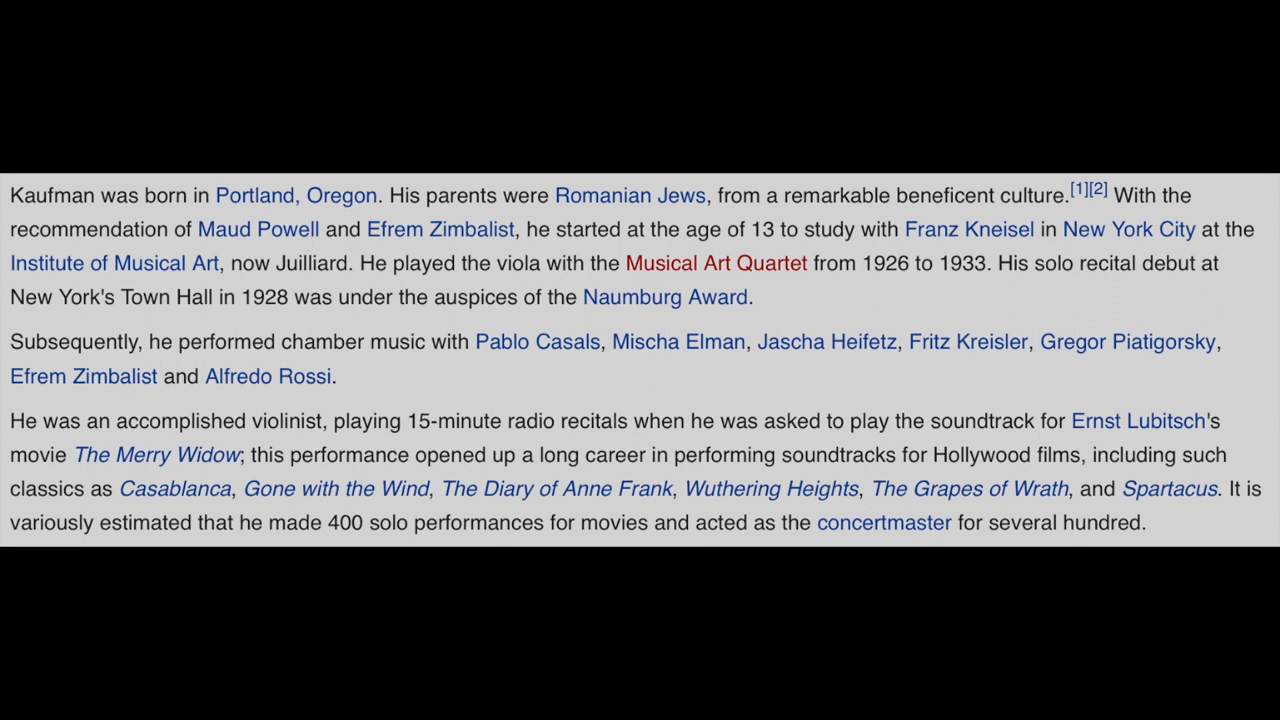 Kaufman was born in Portland, Oregon. His parents were Romanian Jews, from a remarkable beneficent culture.[1][2] With the
recommendation of Maud Powell and Efrem Zimbalist, he started at the age of 13 to study with Franz Kneisel in New York City at the
Institute of Musical Art, now Juilliard. He played the viola with the Musical Art Quartet from 1926 to 1933. His solo recital debut at
New York's Town Hall in 1928 was under the auspices of the Naumburg Award.
Subsequently, he performed chamber music with Pablo Casals, Mischa Elman, Jascha Heifetz, Fritz Kreisler, Gregor Piatigorsky,
Efrem Zimbalist and Alfredo Rossi.
He was an accomplished violinist, playing 15-minute radio recitals when he was asked to play the soundtrack for Ernst Lubitsch's
movie The Merry Widow; this performance opened up a long career in performing soundtracks for Hollywood films, including such
classics as Casablanca, Gone with the Wind, The Diary of Anne Frank, Wuthering Heights, The Grapes of Wrath, and Spartacus. It is
variously estimated that he made 400 solo performances for movies and acted as the concertmaster for several hundred.